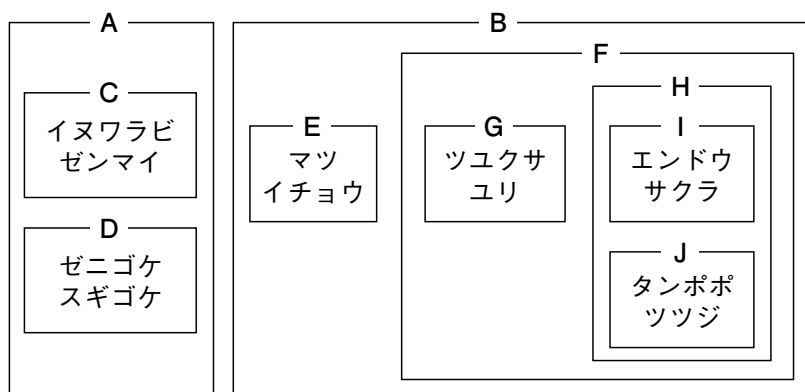 A
B
F
C
H
イヌワラビ
ゼンマイ
E
マツ
イチョウ
G
ツユクサ
ユリ
I
エンドウ
サクラ
D
ゼニゴケ
スギゴケ
J
タンポポ
ツツジ